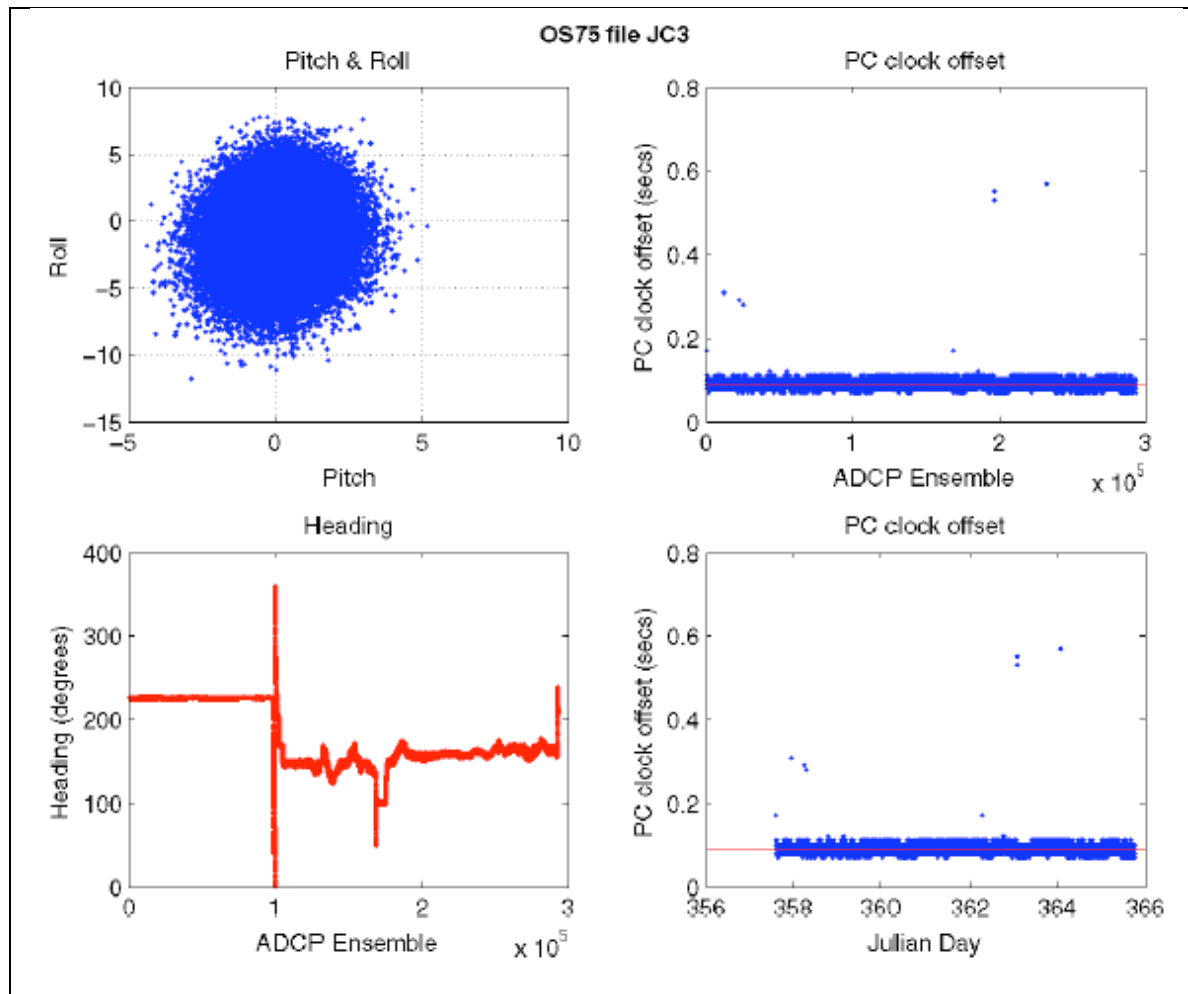 OS75 file JC3
Pitch & Roll
10
5
0
−5
−10
−15
Roll
−5
0
5
10
Pitch
PC clock offset
0.8
0.6
0.4
0.2
0
PC clock offset (secs)
0
1
2
3
ADCP Ensemble
x 10^5
Heading
400
300
200
100
0
Heading (degrees)
0
1
2
3
ADCP Ensemble
x 10^5
PC clock offset
0.8
0.6
0.4
0.2
0
PC clock offset (secs)
356
358
360
362
364
366
Julian Day